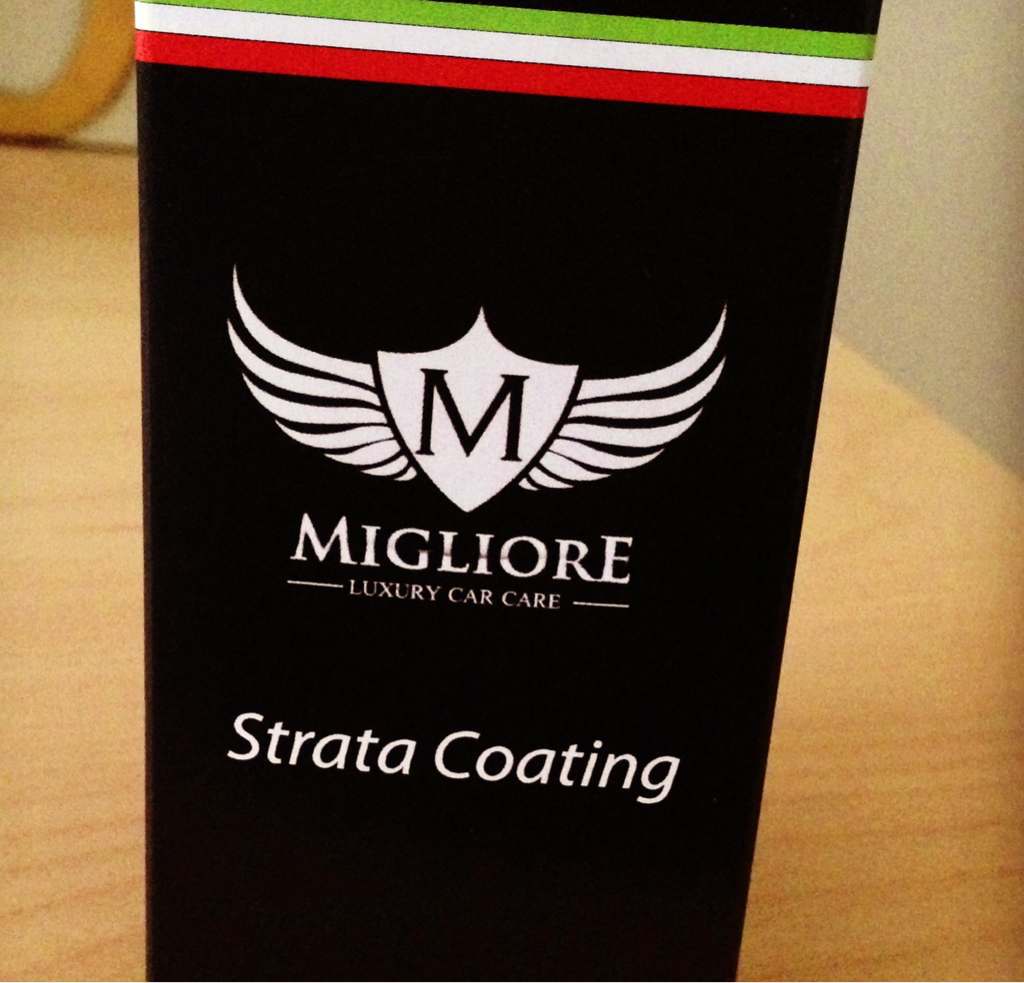 M
MIGLIORE
LUXURY CAR CARE
Strata Coating